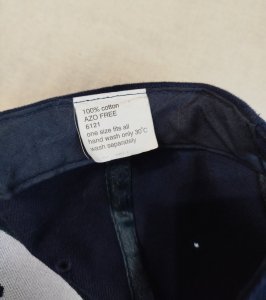 100% cotton
AZO FREE
6121
one size fits all
hand wash only 30°C
wash separately